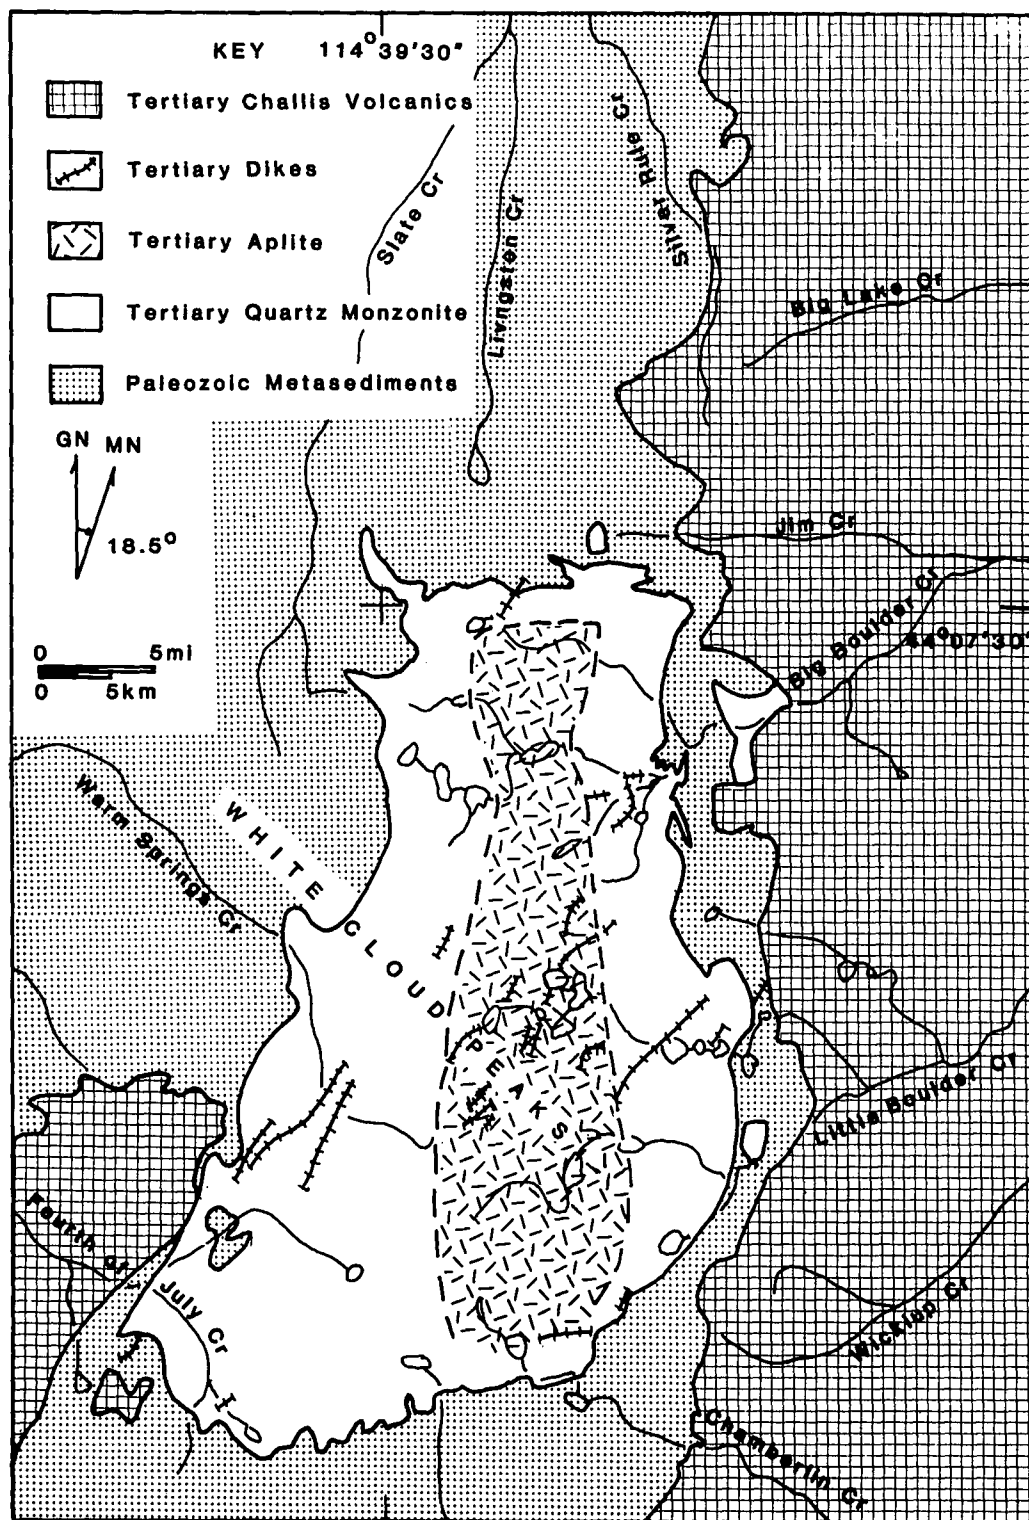 KEY
114°39'30"
Tertiary Challis Volcanics
Tertiary Dikes
Tertiary Aplite
Tertiary Quartz Monzonite
Paleozoic Metasediments
GN MN
18.5°
0 5mi
0 5km
Slate Cr
Livngsten Cr
Silver Rule Cr
Big Lake Cr
Jim Cr
Big Boulder Cr
44°07'30"
Warm Springs Cr
WHITE CLOUD PEAKS
Little Boulder Cr
Fourth of July Cr
Wickiup Cr
Chamberlin Cr